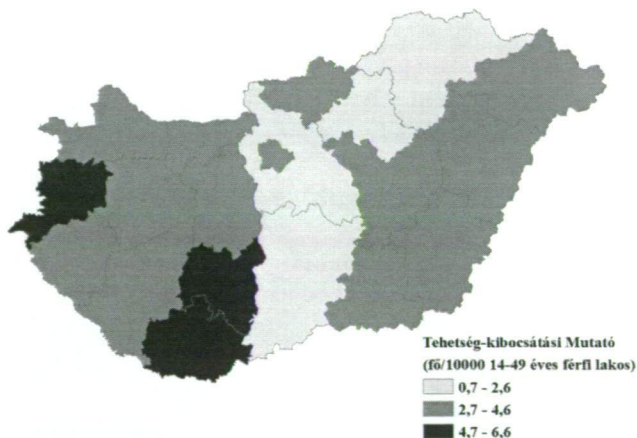 Tehetség-kibocsátási Mutató
(fő/10000 14-49 éves férfi lakos)
0,7 - 2,6
2,7 - 4,6
4,7 - 6,6